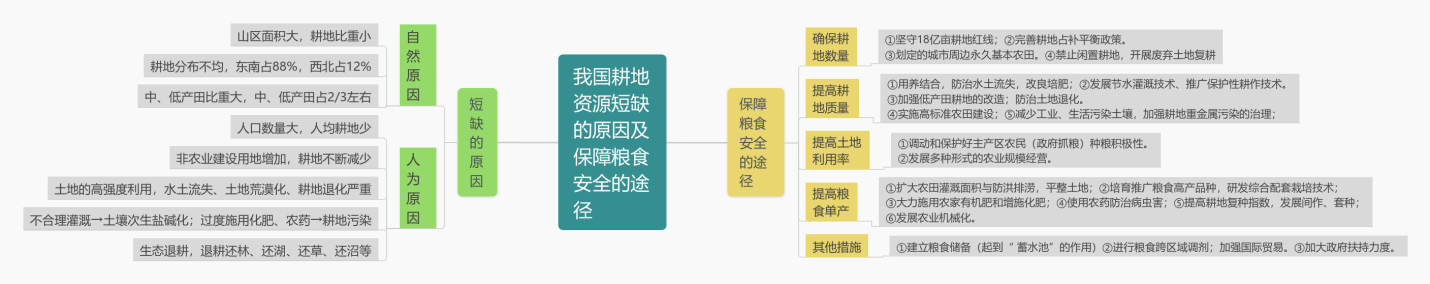 我国耕地
资源短缺
的原因及
保障粮食
安全的途
径
短
缺
的
原
因
自
然
原
因
山区面积大，耕地比重小
耕地分布不均，东南占88%，西北占12%
中、低产田比重大，中、低产田占2/3左右
人
为
原
因
人口数量大，人均耕地少
非农业建设用地增加，耕地不断减少
土地的高强度利用，水土流失、土地荒漠化、耕地退化严重
不合理灌溉→土壤次生盐碱化；过度施用化肥、农药→耕地污染
生态退耕，退耕还林、还湖、还草、还沼等
保障
粮食
安全
的途
径
确保耕
地数量
①坚守18亿亩耕地红线；②完善耕地占补平衡政策。
③划定的城市周边永久基本农田。④禁止闲置耕地，开展废弃土地复耕
提高耕
地质量
①用养结合，防治水土流失，改良培肥；②发展节水灌溉技术、推广保护性耕作技术。
③加强低产田耕地的改造；防治土地退化。
④实施高标准农田建设；⑤减少工业、生活污染土壤，加强耕地重金属污染的治理；
提高土地
利用率
①调动和保护好主产区农民（政府抓粮）种粮积极性。
②发展多种形式的农业规模经营。
提高粮
食单产
①扩大农田灌溉面积与防洪排涝，平整土地；②培育推广粮食高产品种，研发综合配套栽培技术；
③大力施用农家有机肥和增施化肥；④使用农药防治病虫害；⑤提高耕地复种指数，发展间作、套种；
⑥发展农业机械化。
其他措施
①建立粮食储备（起到“ 蓄水池”的作用）②进行粮食跨区域调剂；加强国际贸易。③加大政府扶持力度。